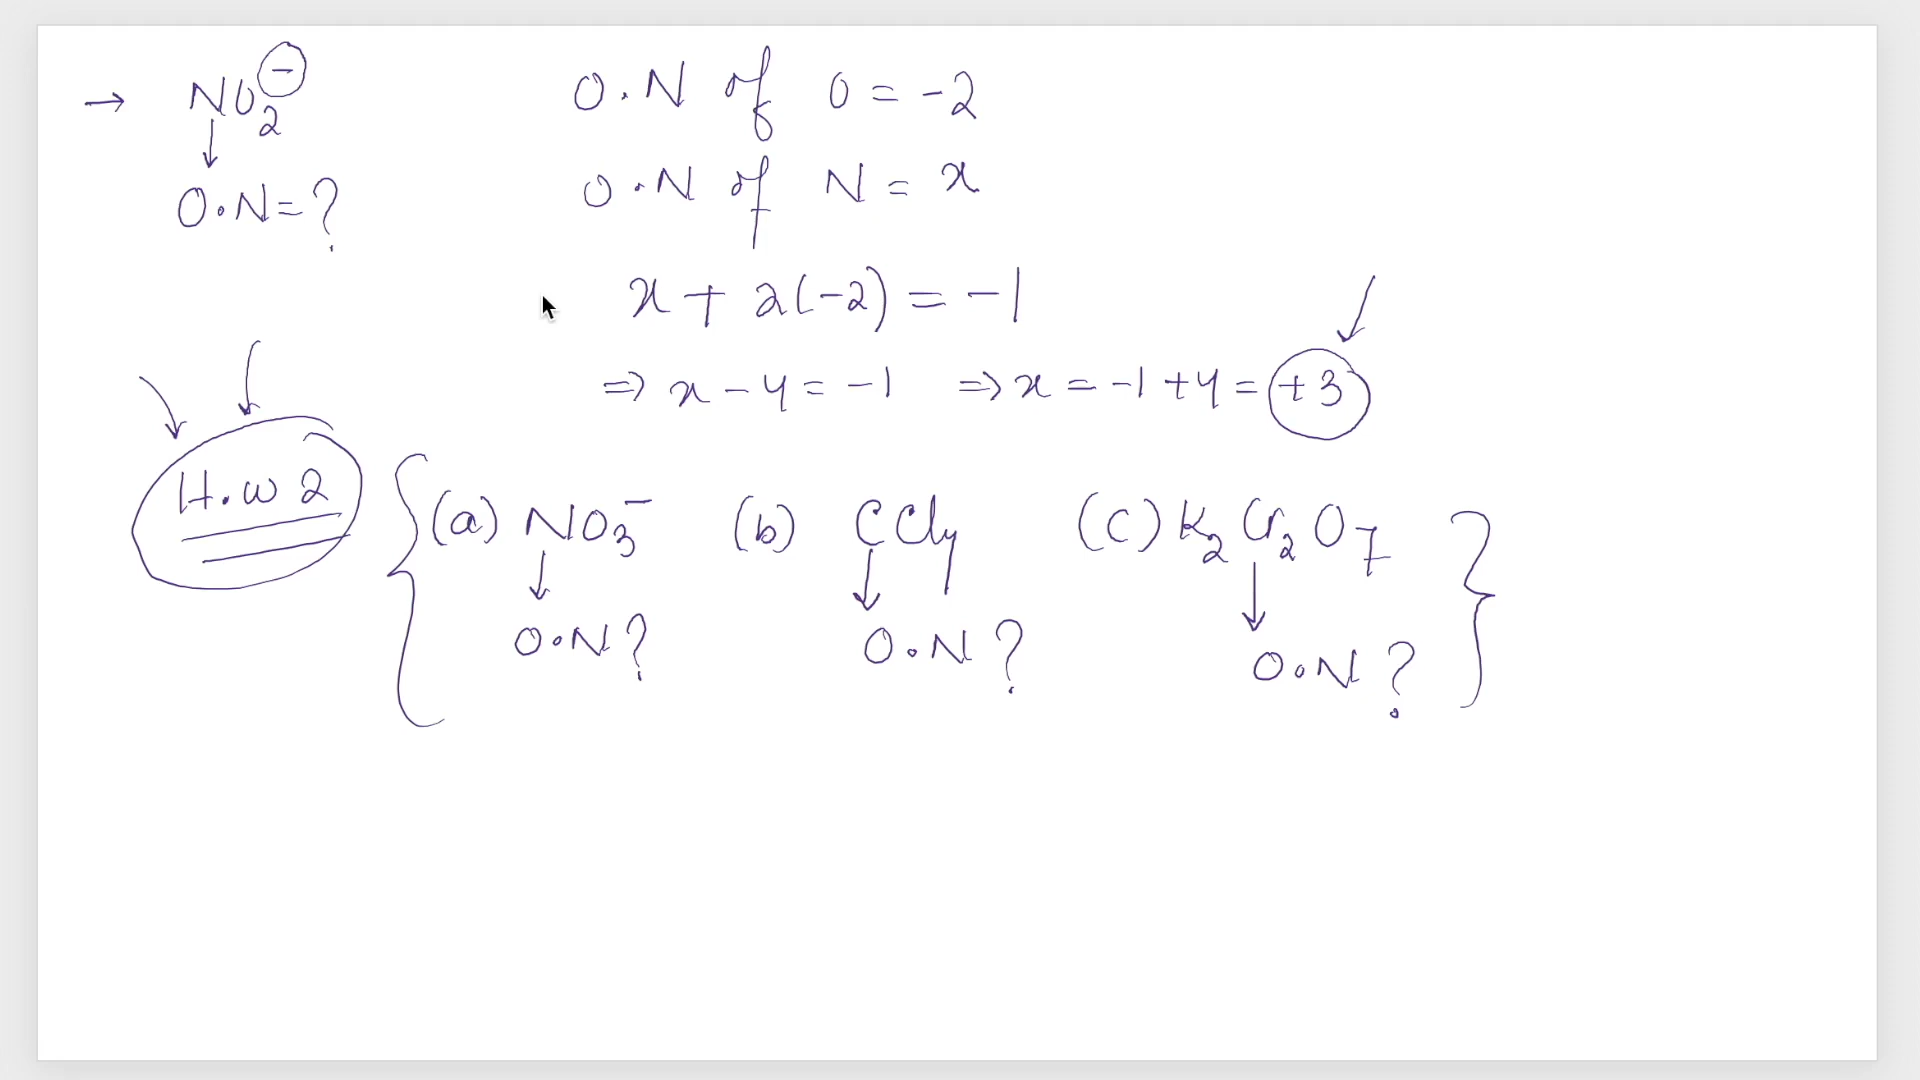 → NO₂⁻ O.N of O = -2
↓
O.N=? O.N of N = x
x + 2(-2) = -1
⇒ x - 4 = -1 ⇒ x = -1 + 4 = +3
H.W 2 { (a) NO₃⁻ (b) CCl₄ (c) K₂Cr₂O₇ }
↓ ↓ ↓
O.N? O.N? O.N?